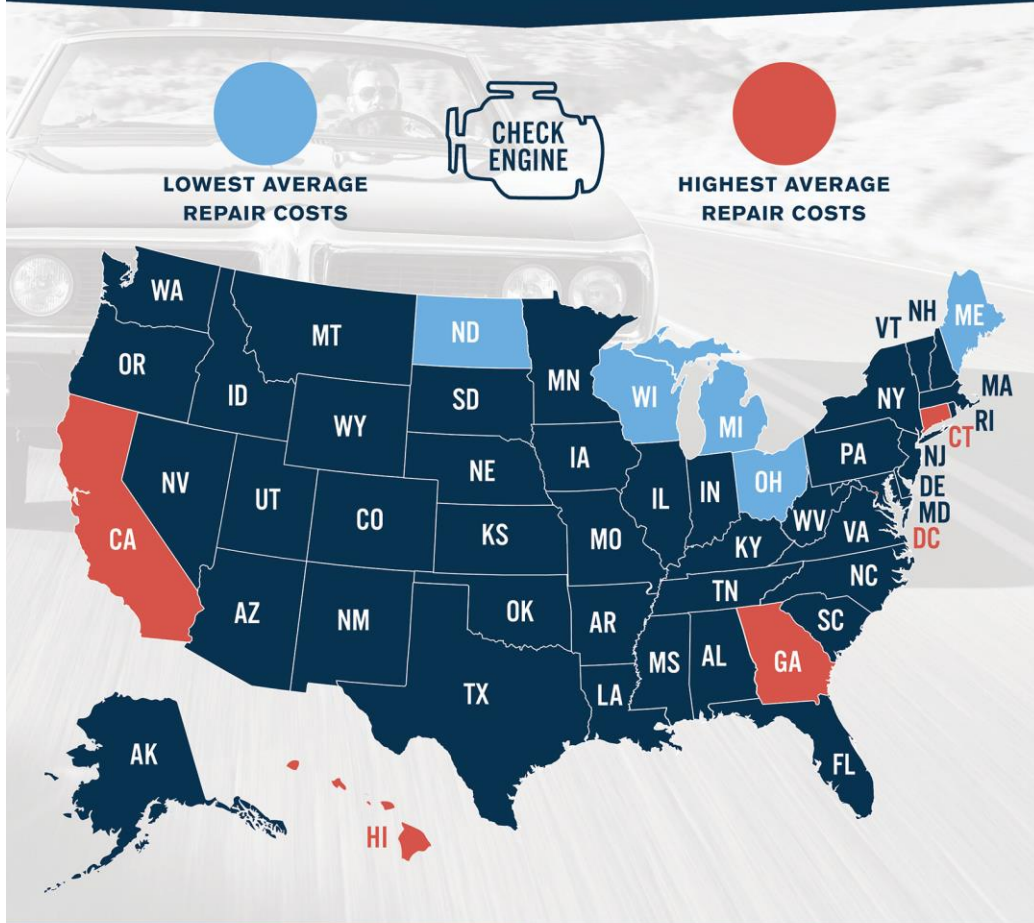 CHECK
ENGINE
LOWEST AVERAGE
REPAIR COSTS
HIGHEST AVERAGE
REPAIR COSTS
WA
MT
ND
MN
VT
NH
ME
OR
ID
WY
SD
WI
MI
NY
MA
RI
CT
NV
UT
CO
NE
IA
IL
IN
OH
PA
NJ
DE
MD
DC
CA
KS
MO
KY
WV
VA
AZ
NM
OK
AR
TN
NC
SC
TX
LA
MS
AL
GA
FL
AK
HI